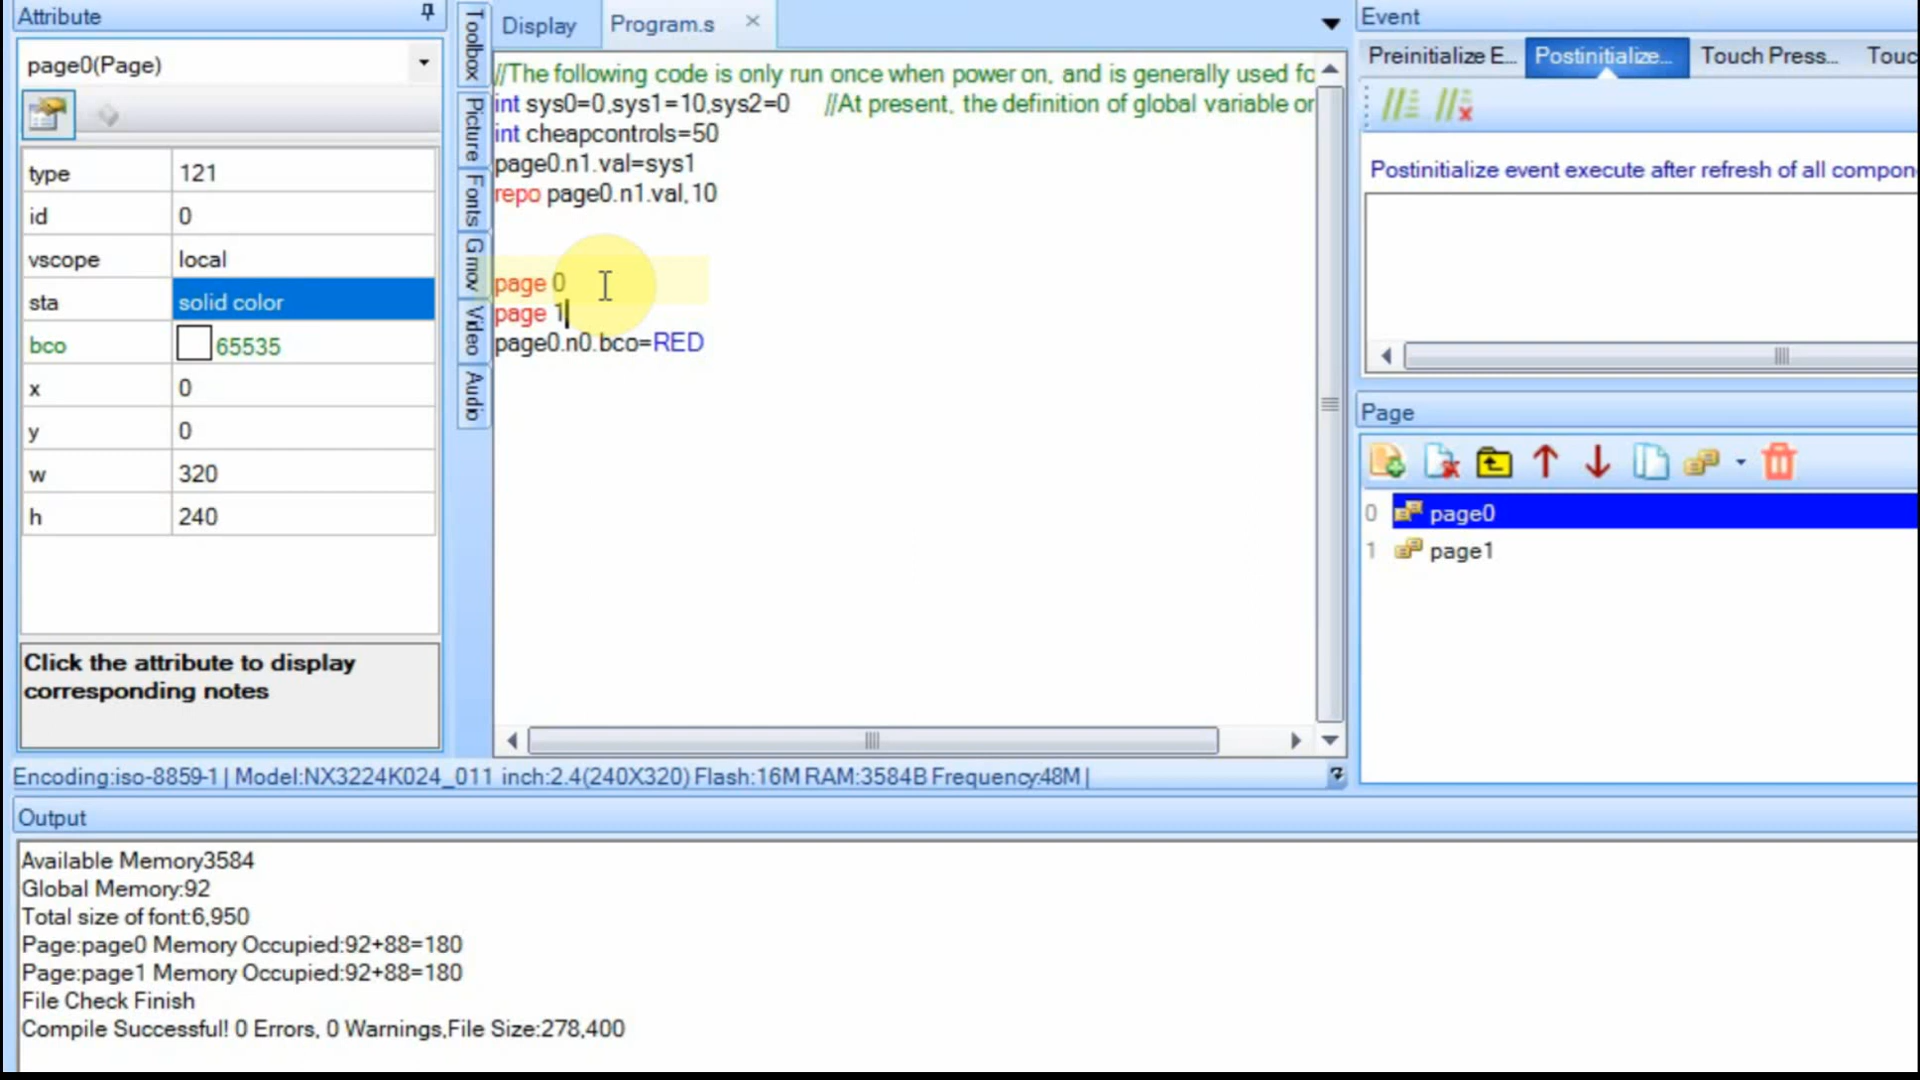 Attribute
page0(Page)
type 121
id 0
vscope local
sta solid color
bco 65535
x 0
y 0
w 320
h 240
Click the attribute to display
corresponding notes
Toolbox
Picture
Fonts
Gmov
Video
Audio
Display Program.s
//The following code is only run once when power on, and is generally used fo
int sys0=0,sys1=10,sys2=0 //At present, the definition of global variable or
int cheapcontrols=50
page0.n1.val=sys1
repo page0.n1.val,10
page 0
page 1
page0.n0.bco=RED
Encoding:iso-8859-1 | Model:NX3224K024_011 inch:2.4(240X320) Flash:16M RAM:3584B Frequency:48M |
Event
Preinitialize E... Postinitialize... Touch Press... Touc
Postinitialize event execute after refresh of all compon
Page
0 page0
1 page1
Output
Available Memory3584
Global Memory:92
Total size of font:6,950
Page:page0 Memory Occupied:92+88=180
Page:page1 Memory Occupied:92+88=180
File Check Finish
Compile Successful! 0 Errors, 0 Warnings,File Size:278,400